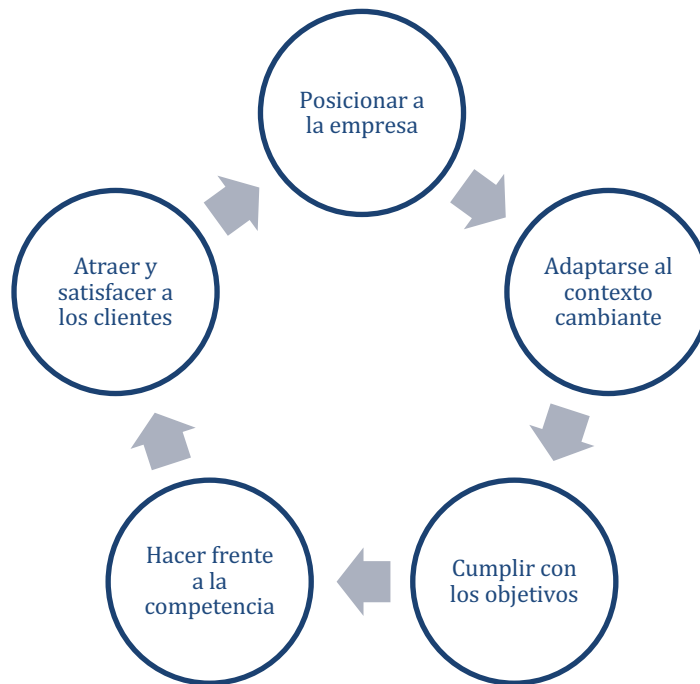 Posicionar a
la empresa
Adaptarse al
contexto
cambiante
Cumplir con
los objetivos
Hacer frente
a la
competencia
Atraer y
satisfacer a
los clientes